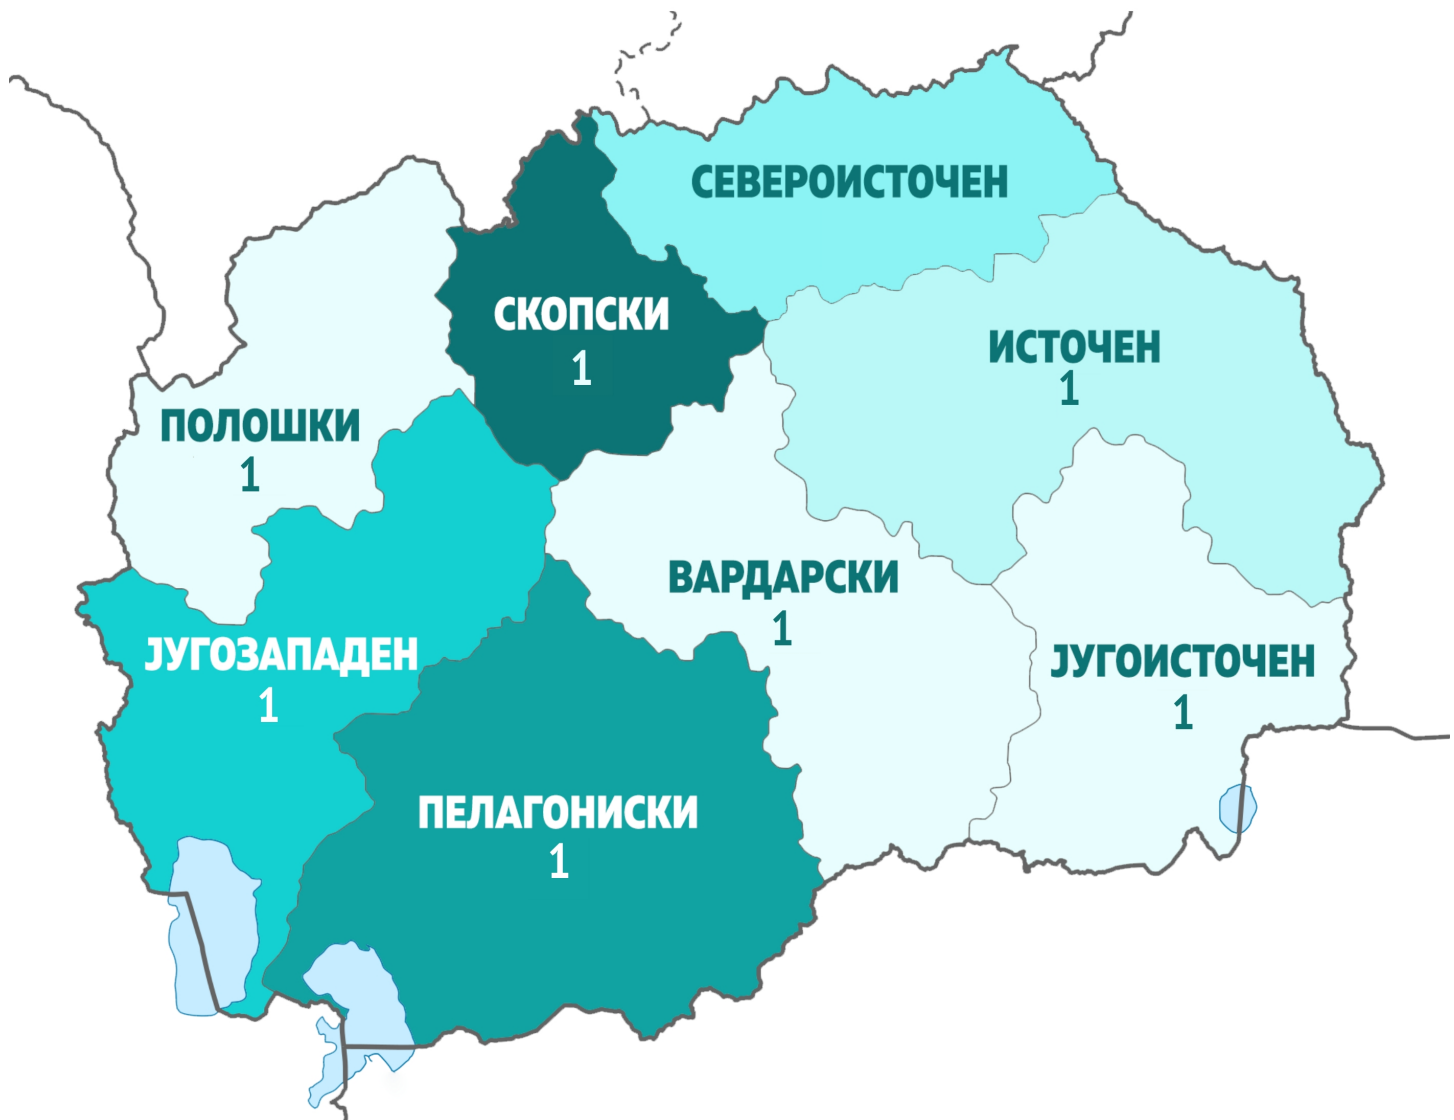 СЕВЕРОИСТОЧЕН
СКОПСКИ
1
ИСТОЧЕН
1
ПОЛОШКИ
1
ВАРДАРСКИ
1
ЈУГОЗАПАДЕН
1
ЈУГОИСТОЧЕН
1
ПЕЛАГОНИСКИ
1